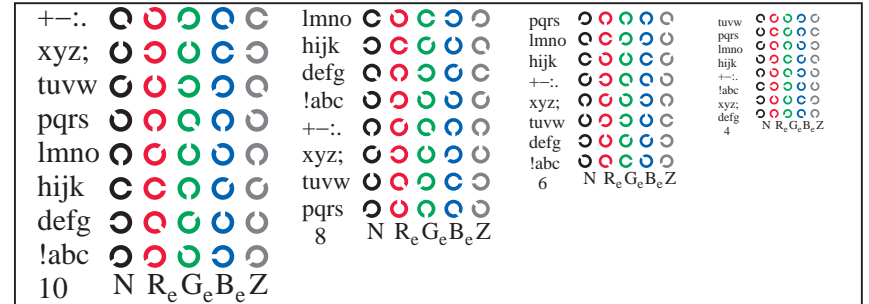 +−:.
xyz;
tuvw
pqrs
lmno
hijk
defg
!abc
10 N ReGeBeZ
lmno
hijk
defg
!abc
+−:.
xyz;
tuvw
pqrs
8 N ReGeBeZ
pqrs
lmno
hijk
+−:.
xyz;
tuvw
defg
!abc
6 N ReGeBeZ
tuvw
pqrs
lmno
hijk
+−:.
!abc
xyz;
defg
4 N ReGeBeZ